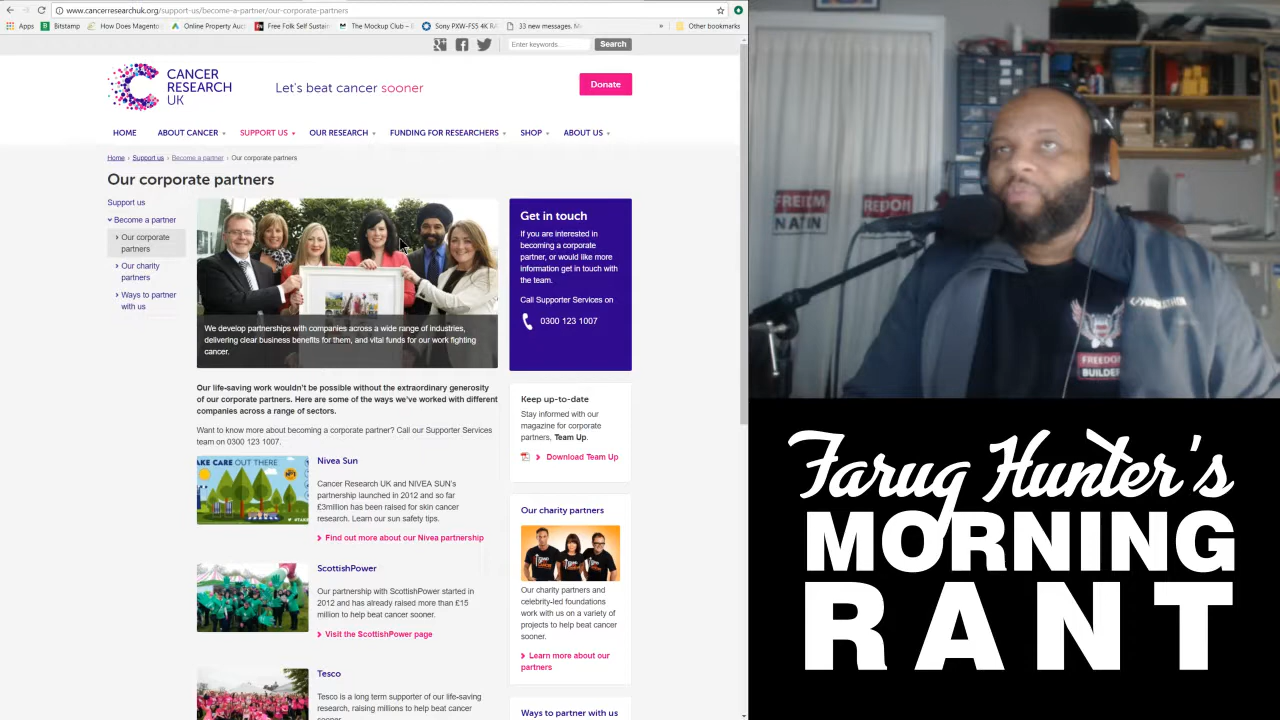 www.cancerresearchuk.org/support-us/become-a-partner/our-corporate-partners
Apps
Bitstamp
How Does Magento
Online Property Auct
Free Folk Self Sustain
The Mockup Club – B
Sony PXW-FS5 4K
33 new messages, M
»
Other bookmarks
Enter keywords...
Search
CANCER
RESEARCH
UK
Let's beat cancer sooner
Donate
HOME
ABOUT CANCER
SUPPORT US
OUR RESEARCH
FUNDING FOR RESEARCHERS
SHOP
ABOUT US
Home › Support us › Become a partner › Our corporate partners
Our corporate partners
Support us
Become a partner
Our corporate
partners
Our charity
partners
Ways to partner
with us
We develop partnerships with companies across a wide range of industries,
delivering clear business benefits for them, and vital funds for our work fighting
cancer.
Our life-saving work wouldn't be possible without the extraordinary generosity
of our corporate partners. Here are some of the ways we've worked with different
companies across a range of sectors.
Want to know more about becoming a corporate partner? Call our Supporter Services
team on 0300 123 1007.
AKE CARE OUT THERE
Nivea Sun
Cancer Research UK and NIVEA SUN's
partnership launched in 2012 and so far
£3million has been raised for skin cancer
research. Learn our sun safety tips.
Find out more about our Nivea partnership
ScottishPower
Our partnership with ScottishPower started in
2012 and has already raised more than £15
million to help beat cancer sooner.
Visit the ScottishPower page
Tesco
Tesco is a long term supporter of our life-saving
research, raising millions to help beat cancer
Get in touch
If you are interested in
becoming a corporate
partner, or would like more
information get in touch with
the team.
Call Supporter Services on
0300 123 1007
Keep up-to-date
Stay informed with our
magazine for corporate
partners, Team Up.
Download Team Up
Our charity partners
Our charity partners and
celebrity-led foundations
work with us on a variety of
projects to help beat cancer
sooner.
Learn more about our
partners
Ways to partner with us
FREEDOM
BUILDER
Faruq Hunter's
MORNING
RANT